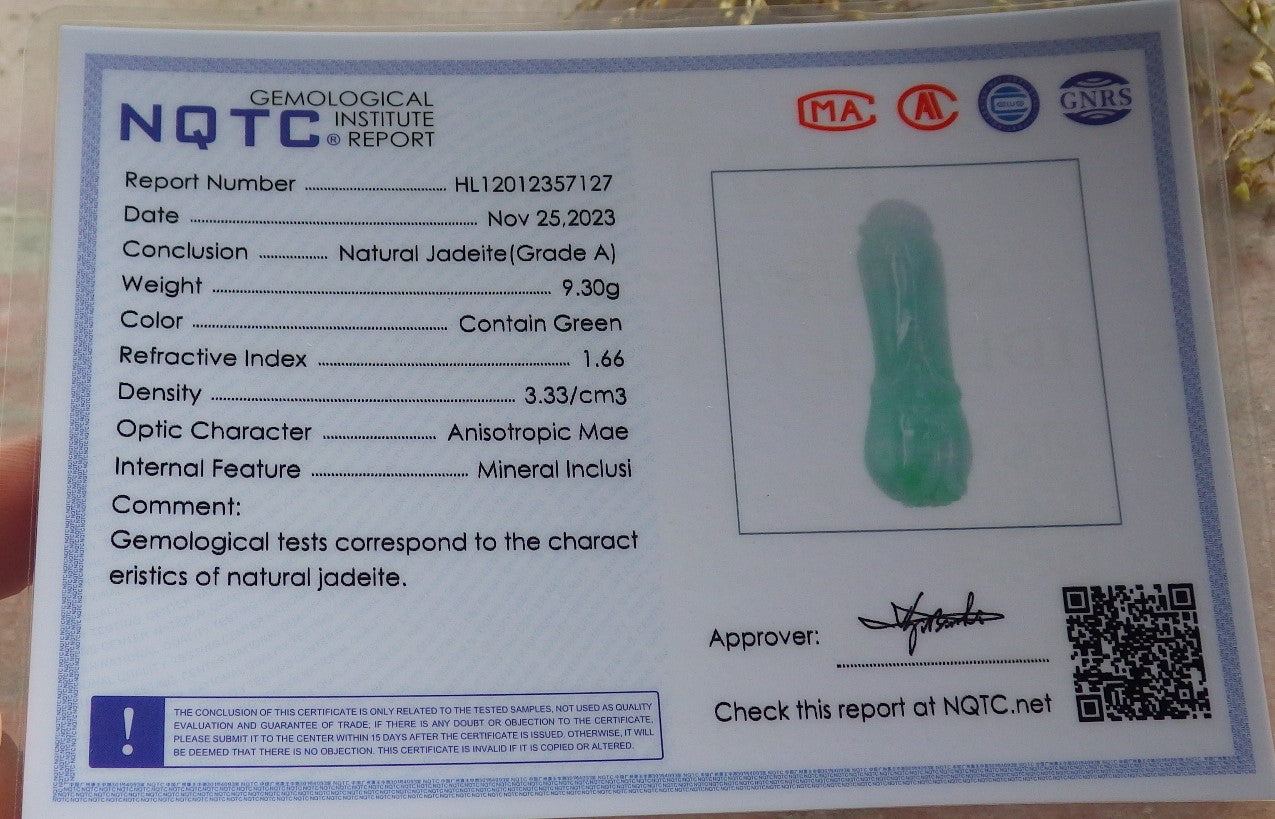 NQTC® GEMOLOGICAL
INSTITUTE
REPORT
MA
GNRS
Report Number ........................ HL12012357127
Date ........................ Nov 25,2023
Conclusion ............ Natural Jadeite(Grade A)
Weight ........................ 9.30g
Color ........................ Contain Green
Refractive Index ........................ 1.66
Density ........................ 3.33/cm3
Optic Character ................ Anisotropic Mae
Internal Feature ................ Mineral Inclusi
Comment:
Gemological tests correspond to the charact
eristics of natural jadeite.
Approver:
Check this report at NQTC.net
! THE CONCLUSION OF THIS CERTIFICATE IS ONLY RELATED TO THE TESTED SAMPLES, NOT USED AS QUALITY
EVALUATION AND GUARANTEE OF TRADE; IF THERE IS ANY DOUBT OR OBJECTION TO THE CERTIFICATE,
PLEASE SUBMIT IT TO THE CENTER WITHIN 15 DAYS AFTER THE CERTIFICATE IS ISSUED. OTHERWISE, IT WILL
BE DEEMED THAT THERE IS NO OBJECTION. THIS CERTIFICATE IS INVALID IF IT IS COPIED OR ALTERED.